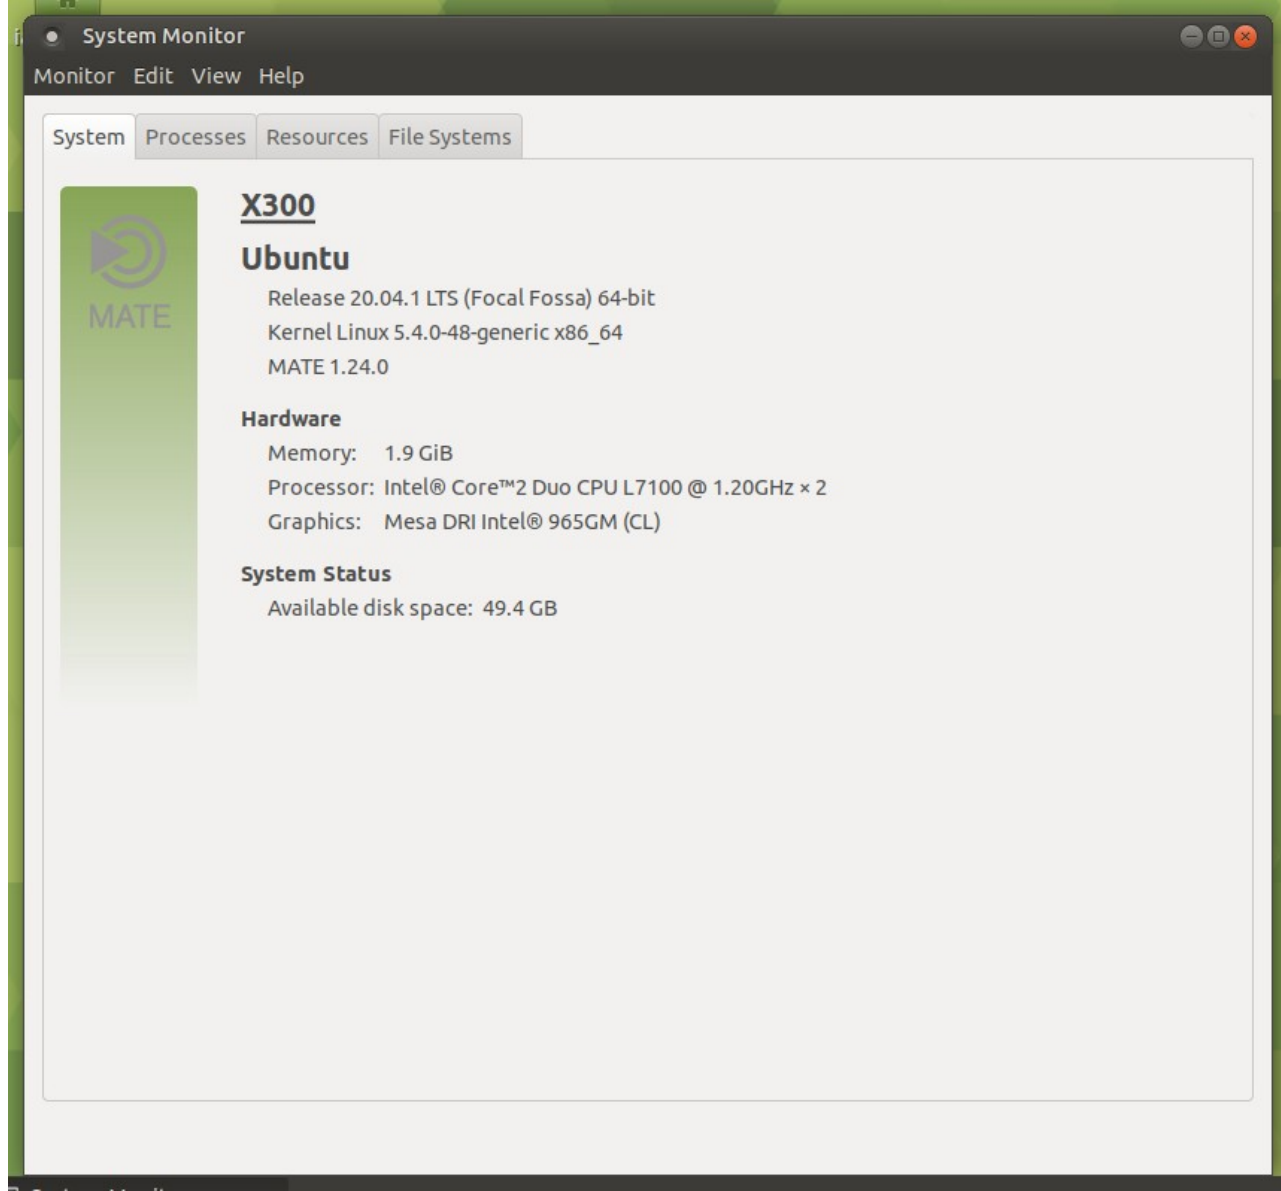 System Monitor
Monitor Edit View Help
System Processes Resources File Systems
MATE
X300
Ubuntu
Release 20.04.1 LTS (Focal Fossa) 64-bit
Kernel Linux 5.4.0-48-generic x86_64
MATE 1.24.0
Hardware
Memory: 1.9 GiB
Processor: Intel® Core™2 Duo CPU L7100 @ 1.20GHz × 2
Graphics: Mesa DRI Intel® 965GM (CL)
System Status
Available disk space: 49.4 GB